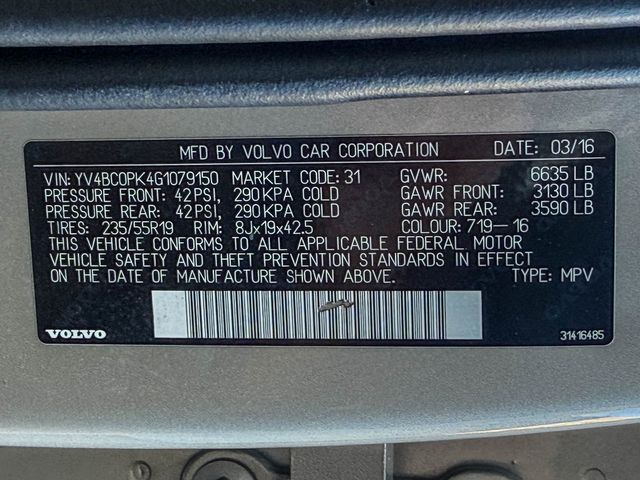 MFD BY VOLVO CAR CORPORATION DATE: 03/16
VIN: YV4BC0PK4G1079150 MARKET CODE: 31 GVWR: 6635 LB
PRESSURE FRONT: 42 PSI, 290 KPA COLD GAWR FRONT: 3130 LB
PRESSURE REAR: 42 PSI, 290 KPA COLD GAWR REAR: 3590 LB
TIRES: 235/55R19 RIM: 8Jx19x42.5 COLOUR: 719-16
THIS VEHICLE CONFORMS TO ALL APPLICABLE FEDERAL MOTOR
VEHICLE SAFETY AND THEFT PREVENTION STANDARDS IN EFFECT
ON THE DATE OF MANUFACTURE SHOWN ABOVE. TYPE: MPV
VOLVO 31416485